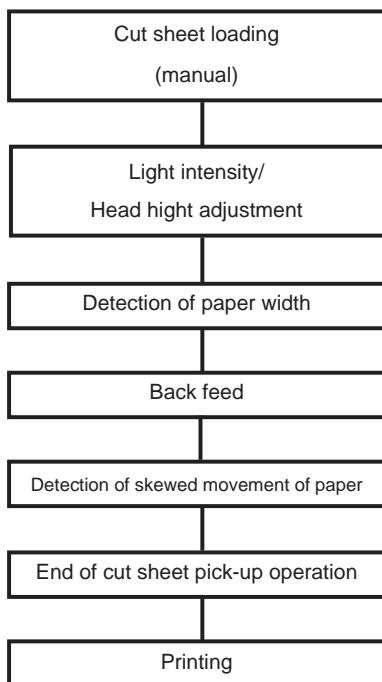 Cut sheet loading
(manual)
Light intensity/
Head hight adjustment
Detection of paper width
Back feed
Detection of skewed movement of paper
End of cut sheet pick-up operation
Printing